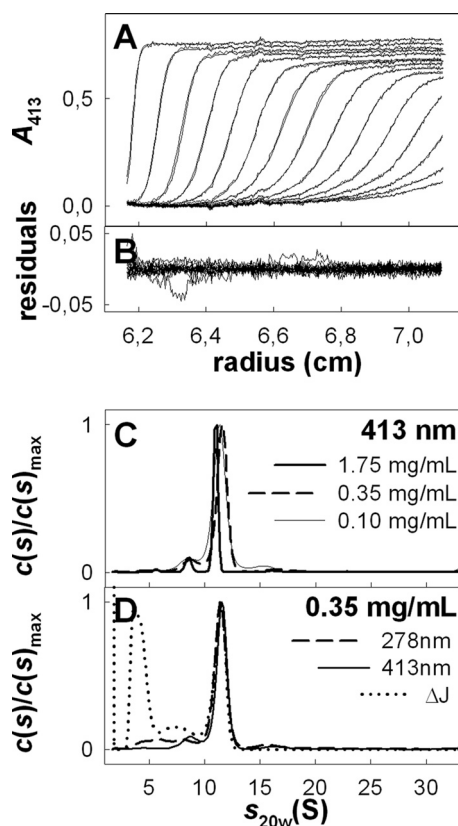 A
A413
0,5
0,0
B
residuals
0,05
-0,05
6,2 6,4 6,6 6,8 7,0
radius (cm)
C
413 nm
1.75 mg/mL
0.35 mg/mL
0.10 mg/mL
c(s)/c(s)max
1
0
D
0.35 mg/mL
278nm
413nm
ΔJ
c(s)/c(s)max
1
0
5 10 15 20 25 30
s20w(S)